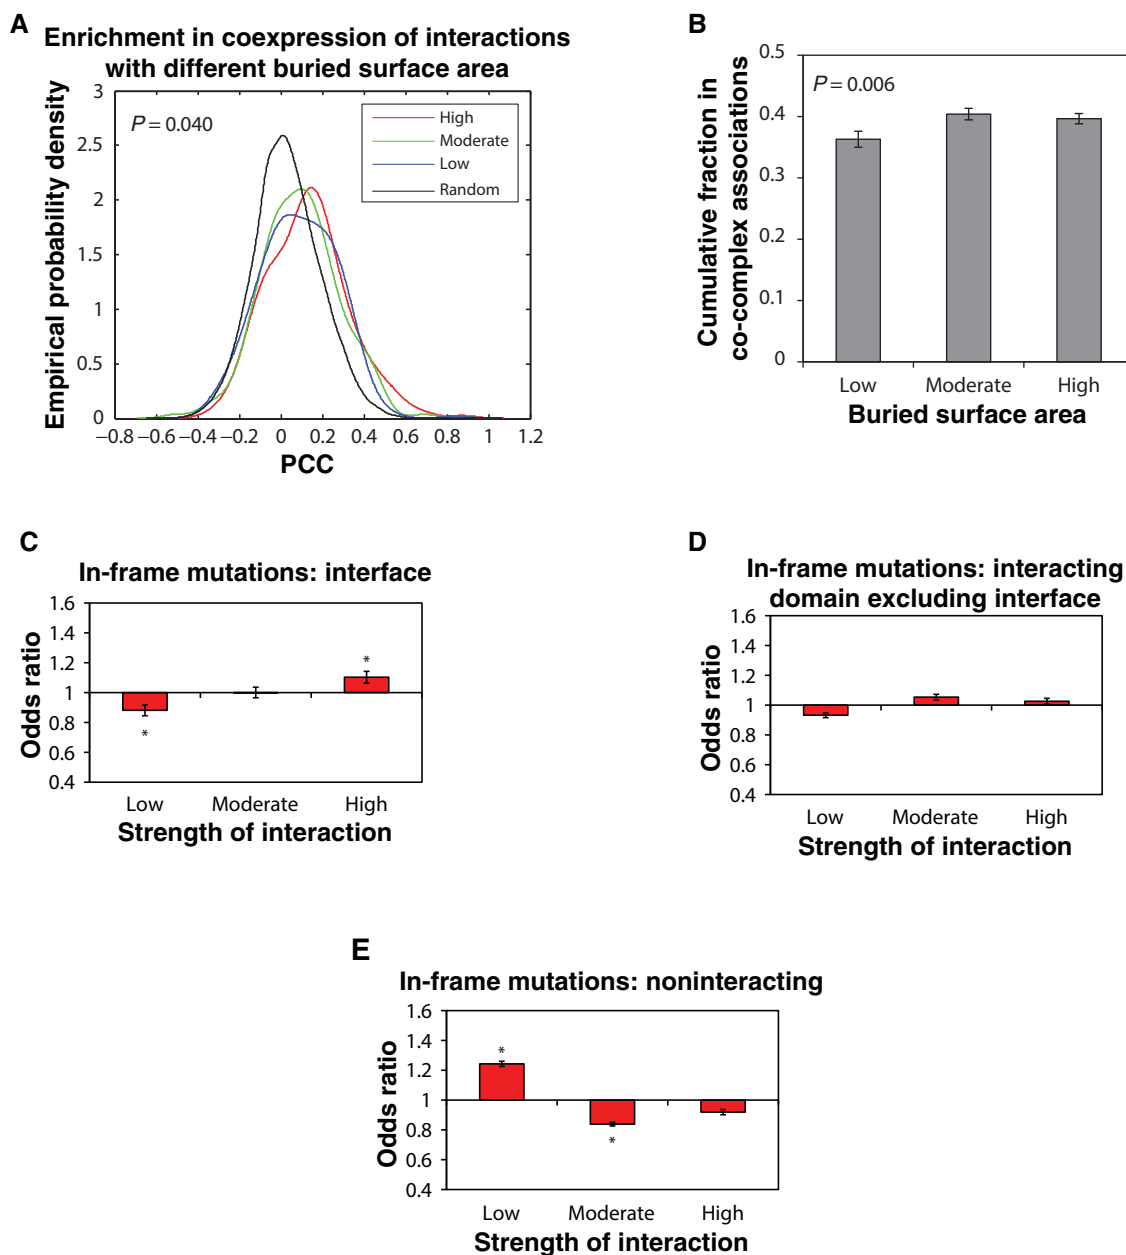 A
Enrichment in coexpression of interactions
with different buried surface area
Empirical probability density
3
2.5
2
1.5
1
0.5
0
P = 0.040
High
Moderate
Low
Random
−0.8 −0.6 −0.4 −0.2 0 0.2 0.4 0.6 0.8 1 1.2
PCC
B
Cumulative fraction in
co-complex associations
0.5
0.4
0.3
0.2
0.1
0
P = 0.006
Low Moderate High
Buried surface area
C
In-frame mutations: interface
Odds ratio
1.6
1.4
1.2
1
0.8
0.6
0.4
*
*
Low Moderate High
Strength of interaction
D
In-frame mutations: interacting
domain excluding interface
Odds ratio
1.6
1.4
1.2
1
0.8
0.6
0.4
Low Moderate High
Strength of interaction
E
In-frame mutations: noninteracting
Odds ratio
1.6
1.4
1.2
1
0.8
0.6
0.4
*
*
Low Moderate High
Strength of interaction